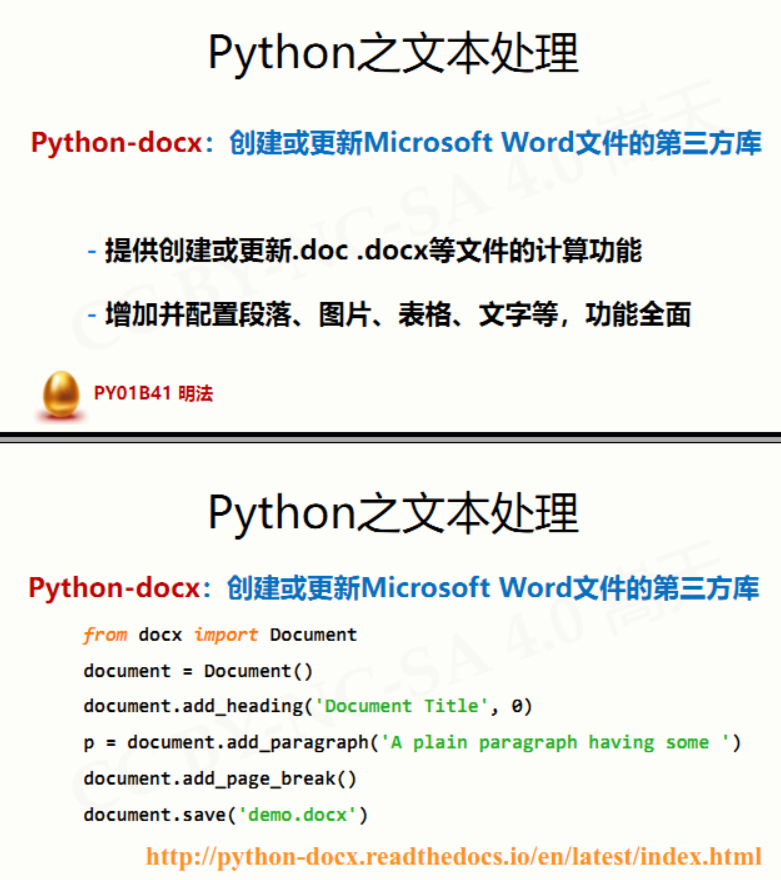 Python之文本处理
Python-docx：创建或更新Microsoft Word文件的第三方库
- 提供创建或更新.doc .docx等文件的计算功能
- 增加并配置段落、图片、表格、文字等，功能全面
PY01B41 明法
CC BY-NC-SA 4.0 嵩天
Python之文本处理
Python-docx：创建或更新Microsoft Word文件的第三方库
from docx import Document
document = Document()
document.add_heading('Document Title', 0)
p = document.add_paragraph('A plain paragraph having some ')
document.add_page_break()
document.save('demo.docx')
http://python-docx.readthedocs.io/en/latest/index.html
CC BY-NC-SA 4.0 嵩天